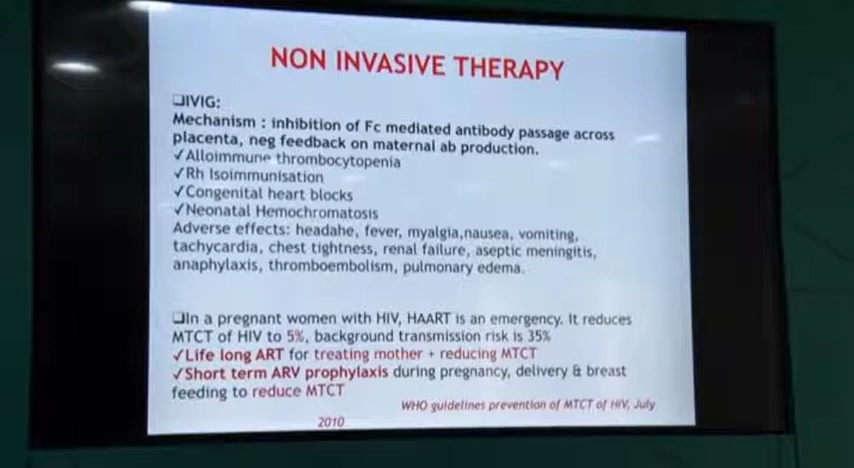 NON INVASIVE THERAPY
❑IVIG:
Mechanism : inhibition of Fc mediated antibody passage across
placenta, neg feedback on maternal ab production.
✓Alloimmune thrombocytopenia
✓Rh Isoimmunisation
✓Congenital heart blocks
✓Neonatal Hemochromatosis
Adverse effects: headahe, fever, myalgia,nausea, vomiting,
tachycardia, chest tightness, renal failure, aseptic meningitis,
anaphylaxis, thromboembolism, pulmonary edema.
❑In a pregnant women with HIV, HAART is an emergency. It reduces
MTCT of HIV to 5%, background transmission risk is 35%
✓Life long ART for treating mother + reducing MTCT
✓Short term ARV prophylaxis during pregnancy, delivery & breast
feeding to reduce MTCT
WHO guidelines prevention of MTCT of HIV, July
2010